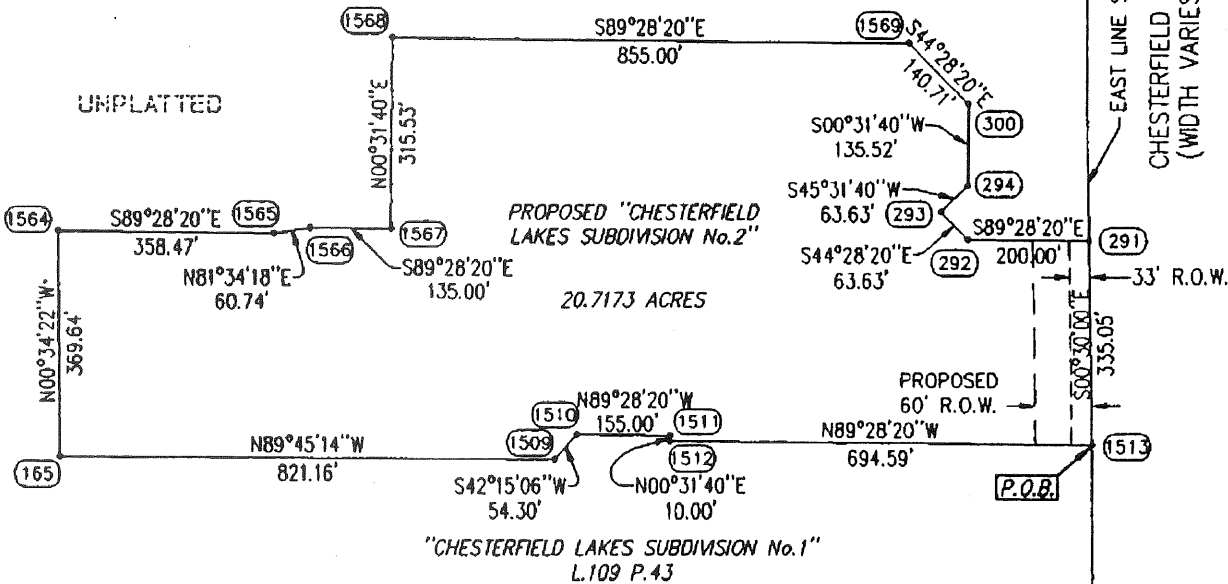 1568
S89°28'20"E
855.00'
1569
S44°28'20"E
140.71'
EAST LINE
CHESTERFIELD
(WIDTH VARIES
UNPLATTED
N00°31'40"E
315.53'
S00°31'40"W
135.52'
300
294
S45°31'40"W
63.63'
293
1564
S89°28'20"E
358.47'
1565
1566
1567
N81°34'18"E
60.74'
S89°28'20"E
135.00'
PROPOSED "CHESTERFIELD
LAKES SUBDIVISION No.2"
20.7173 ACRES
S44°28'20"E
63.63'
292
S89°28'20"E
200.00'
291
33' R.O.W.
N00°34'22"W
369.64'
S00°30'00"E
335.05'
PROPOSED
60' R.O.W.
165
N89°45'14"W
821.16'
1509
1510
N89°28'20"W
155.00'
1511
1512
N89°28'20"W
694.59'
1513
P.O.B.
S42°15'06"W
54.30'
N00°31'40"E
10.00'
"CHESTERFIELD LAKES SUBDIVISION No.1"
L.109 P.43